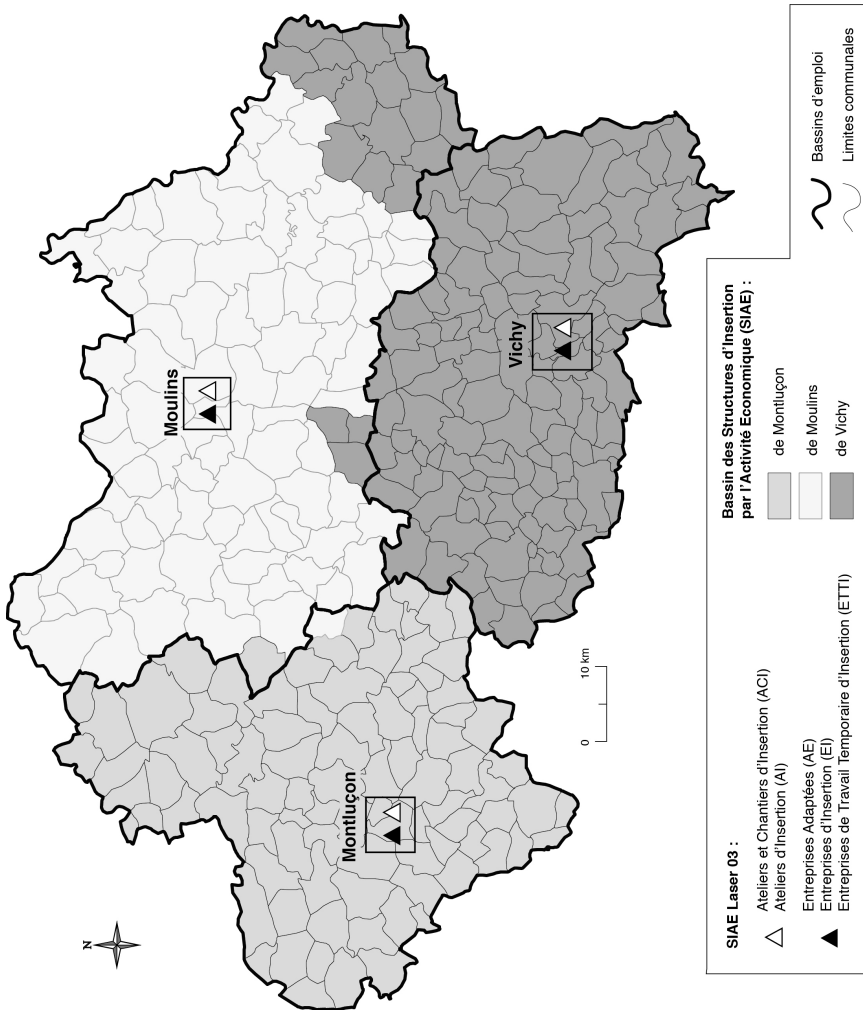 N
Moulins
Vichy
Montluçon
0
10 km
SIAE Laser 03 :
Ateliers et Chantiers d'Insertion (ACI)
Ateliers d'Insertion (AI)
Entreprises Adaptées (AE)
Entreprises d'Insertion (EI)
Entreprises de Travail Temporaire d'Insertion (ETTI)
Bassin des Structures d'Insertion
par l'Activité Economique (SIAE) :
de Montluçon
de Moulins
de Vichy
Bassins d'emploi
Limites communales